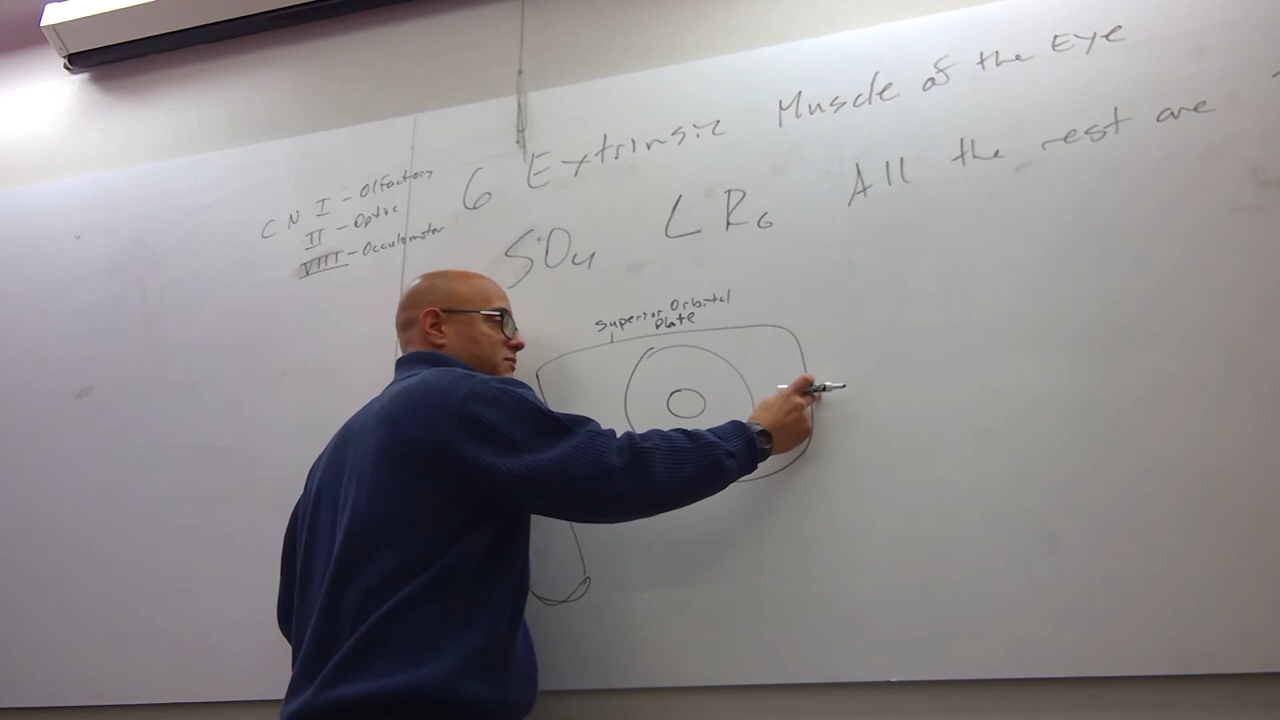 6 Extrinsic Muscle of the Eye
CN I - Olfactory
II - Optic
VIII - Occulomotor
SO4 LR6 All the rest are
Superior Orbital
Plate